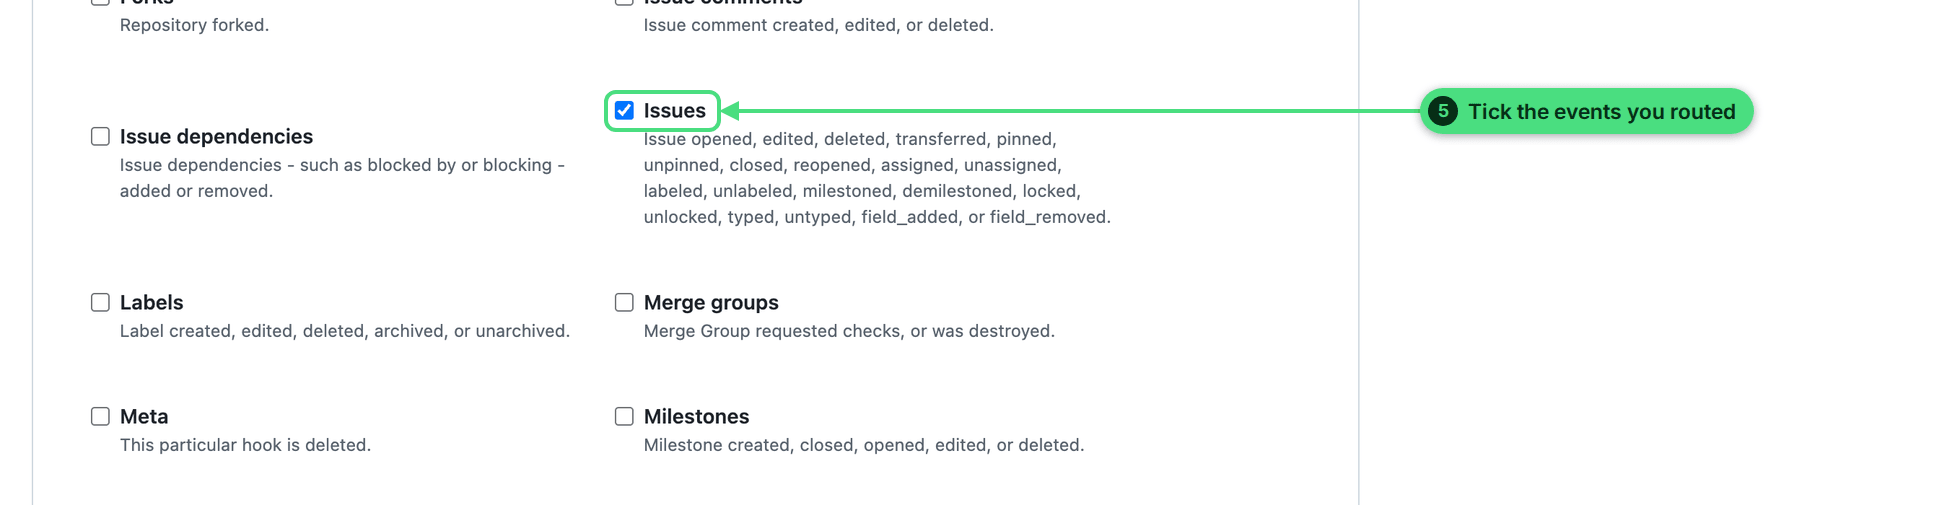 Forks
Repository forked.
Issue comments
Issue comment created, edited, or deleted.
Issue dependencies
Issue dependencies - such as blocked by or blocking -
added or removed.
Issues
Issue opened, edited, deleted, transferred, pinned,
unpinned, closed, reopened, assigned, unassigned,
labeled, unlabeled, milestoned, demilestoned, locked,
unlocked, typed, untyped, field_added, or field_removed.
5 Tick the events you routed
Labels
Label created, edited, deleted, archived, or unarchived.
Merge groups
Merge Group requested checks, or was destroyed.
Meta
This particular hook is deleted.
Milestones
Milestone created, closed, opened, edited, or deleted.